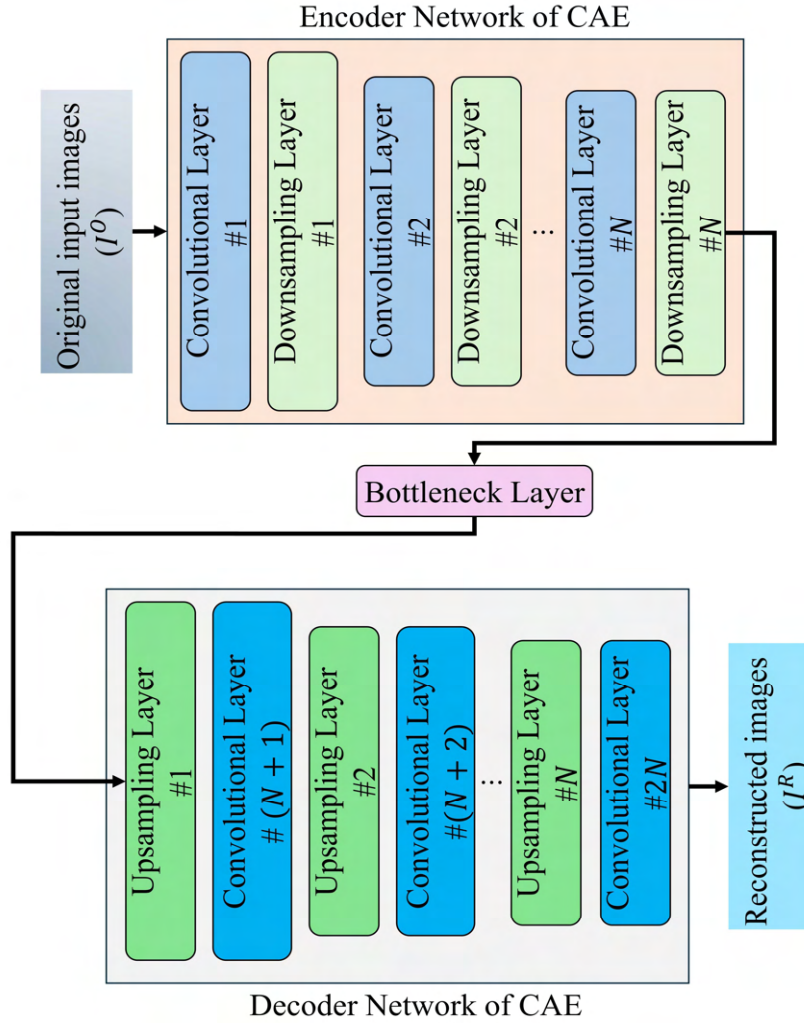 Encoder Network of CAE
Original input images
(I^O)
Convolutional Layer
#1
Downsampling Layer
#1
Convolutional Layer
#2
Downsampling Layer
#2
...
Convolutional Layer
#N
Downsampling Layer
#N
Bottleneck Layer
Upsampling Layer
#1
Convolutional Layer
# (N + 1)
Upsampling Layer
#2
Convolutional Layer
#(N + 2)
...
Upsampling Layer
#N
Convolutional Layer
#2N
Reconstructed images
(I^R)
Decoder Network of CAE